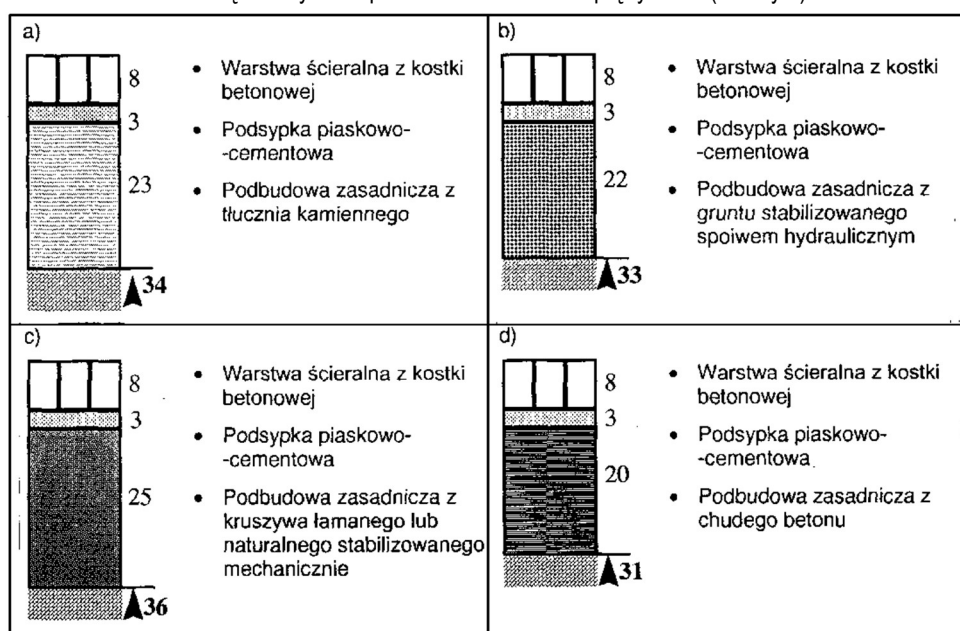 a)
8
3
23
34
• Warstwa ścieralna z kostki
betonowej
• Podsypka piaskowo-
-cementowa
• Podbudowa zasadnicza z
tłucznia kamiennego
b)
8
3
22
33
• Warstwa ścieralna z kostki
betonowej
• Podsypka piaskowo-
-cementowa
• Podbudowa zasadnicza z
gruntu stabilizowanego
spoiwem hydraulicznym
c)
8
3
25
36
• Warstwa ścieralna z kostki
betonowej
• Podsypka piaskowo-
-cementowa
• Podbudowa zasadnicza z
kruszywa łamanego lub
naturalnego stabilizowanego
mechanicznie
d)
8
3
20
31
• Warstwa ścieralna z kostki
betonowej
• Podsypka piaskowo-
-cementowa
• Podbudowa zasadnicza z
chudego betonu